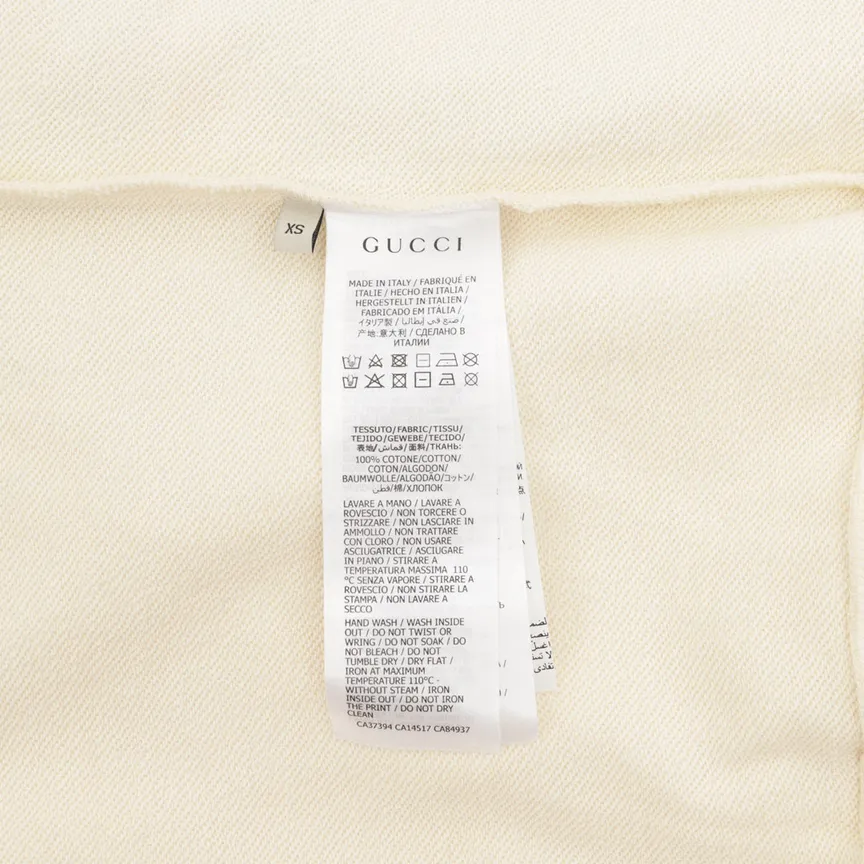 XS
GUCCI
MADE IN ITALY / FABRIQUÉ EN
ITALIE / HECHO EN ITALIA /
HERGESTELLT IN ITALIEN /
FABRICADO EM ITÁLIA /
イタリア製 / صنع في إيطاليا /
产地:意大利 / СДЕЛАНО В
ИТАЛИИ
TESSUTO/FABRIC/TISSU/
TEJIDO/GEWEBE/TECIDO/
表地/قماش/面料/ТКАНЬ:
100% COTONE/COTTON/
COTON/ALGODON/
BAUMWOLLE/ALGODÃO/コットン/
قطن/棉/ХЛОПОК
LAVARE A MANO / LAVARE A
ROVESCIO / NON TORCERE O
STRIZZARE / NON LASCIARE IN
AMMOLLO / NON TRATTARE
CON CLORO / NON USARE
ASCIUGATRICE / ASCIUGARE
IN PIANO / STIRARE A
TEMPERATURA MASSIMA 110
°C SENZA VAPORE / STIRARE A
ROVESCIO / NON STIRARE LA
STAMPA / NON LAVARE A
SECCO
HAND WASH / WASH INSIDE
OUT / DO NOT TWIST OR
WRING / DO NOT SOAK / DO
NOT BLEACH / DO NOT
TUMBLE DRY / DRY FLAT /
IRON AT MAXIMUM
TEMPERATURE 110°C -
WITHOUT STEAM / IRON
INSIDE OUT / DO NOT IRON
THE PRINT / DO NOT DRY
CLEAN
CA37394 CA14517 CA84937